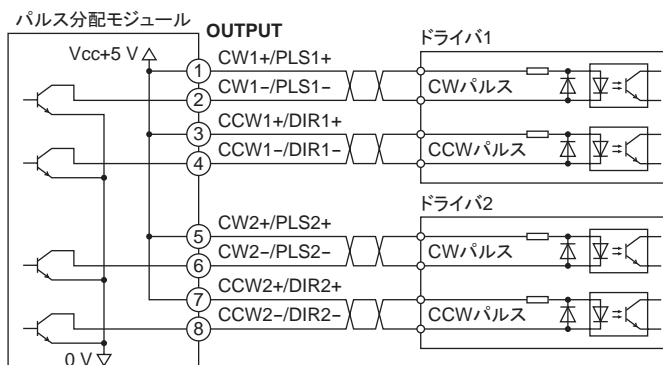 パルス分配モジュール
OUTPUT
Vcc+5 V
ドライバ1
1 CW1+/PLS1+
2 CW1−/PLS1−
CWパルス
3 CCW1+/DIR1+
4 CCW1−/DIR1−
CCWパルス
ドライバ2
5 CW2+/PLS2+
6 CW2−/PLS2−
CWパルス
7 CCW2+/DIR2+
8 CCW2−/DIR2−
CCWパルス
0 V